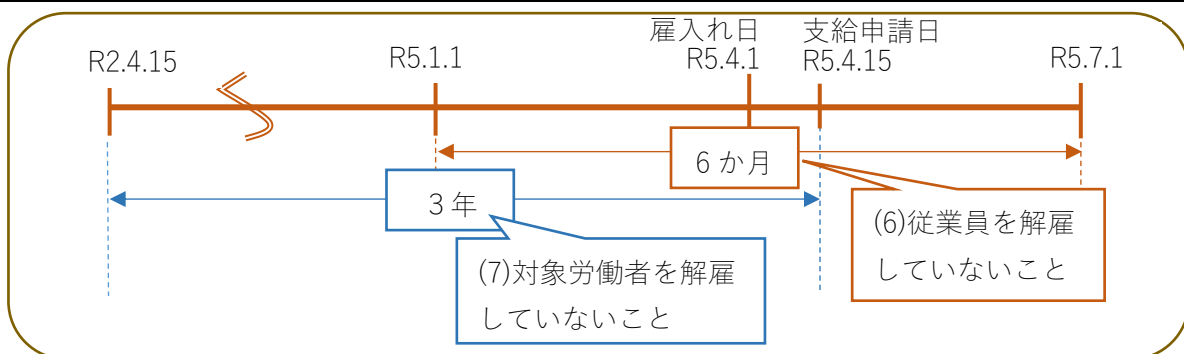 雇入れ日 支給申請日
R2.4.15 R5.1.1 R5.4.1 R5.4.15 R5.7.1
6か月
3年
(6)従業員を解雇
していないこと
(7)対象労働者を解雇
していないこと